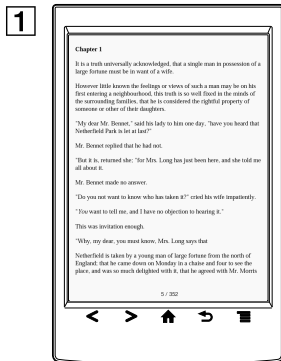 1
Chapter 1
It is a truth universally acknowledged, that a single man in possession of a
large fortune must be in want of a wife.
However little known the feelings or views of such a man may be on his
first entering a neighbourhood, this truth is so well fixed in the minds of
the surrounding families, that he is considered the rightful property of
someone or other of their daughters.
"My dear Mr. Bennet," said his lady to him one day, "have you heard that
Netherfield Park is let at last?"
Mr. Bennet replied that he had not.
"But it is, returned she; "for Mrs. Long has just been here, and she told me
all about it.
Mr. Bennet made no answer.
"Do you not want to know who has taken it?" cried his wife impatiently.
"You want to tell me, and I have no objection to hearing it."
This was invitation enough.
"Why, my dear, you must know, Mrs. Long says that
Netherfield is taken by a young man of large fortune from the north of
England; that he came down on Monday in a chaise and four to see the
place, and was so much delighted with it, that he agreed with Mr. Morris
5 / 352